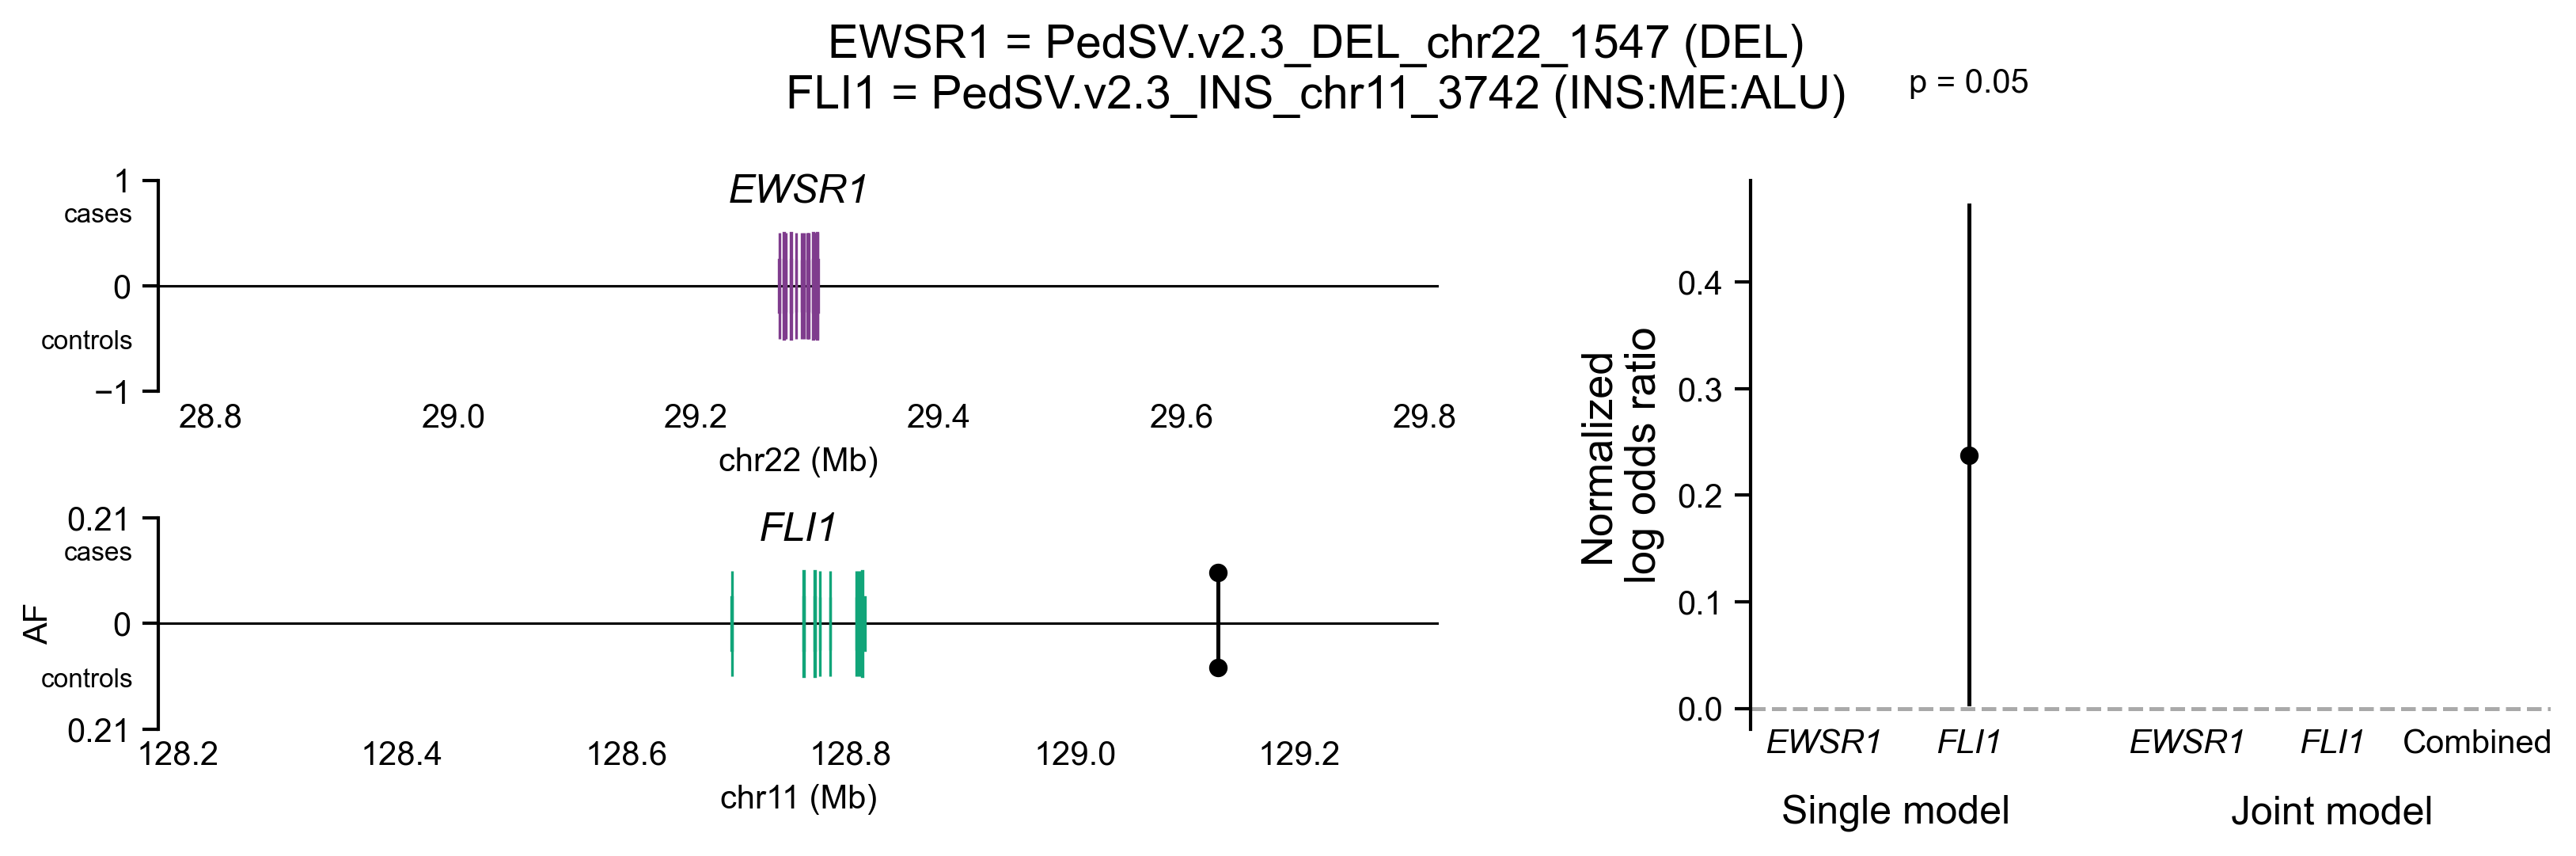 EWSR1 = PedSV.v2.3_DEL_chr22_1547 (DEL)
FLI1 = PedSV.v2.3_INS_chr11_3742 (INS:ME:ALU)
p = 0.05
EWSR1
1
cases
0
controls
−1
28.8 29.0 29.2 29.4 29.6 29.8
chr22 (Mb)
FLI1
0.21
cases
0
controls
0.21
AF
128.2 128.4 128.6 128.8 129.0 129.2
chr11 (Mb)
Normalized
log odds ratio
0.4
0.3
0.2
0.1
0.0
EWSR1 FLI1 EWSR1 FLI1 Combined
Single model Joint model